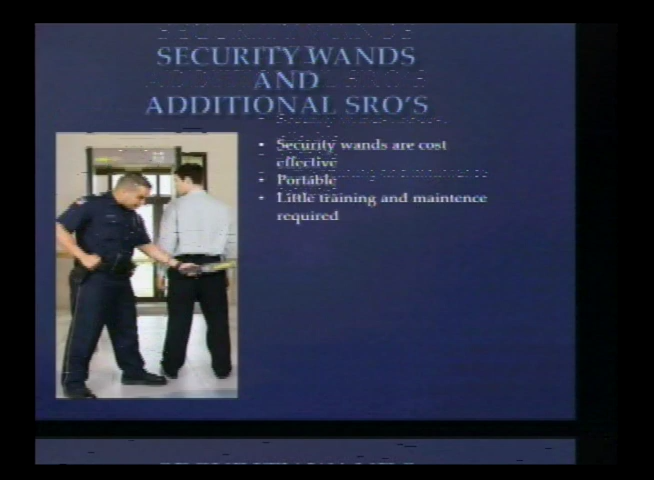 SECURITY WANDS
AND
ADDITIONAL SRO'S
• Security wands are cost
effective
• Portable
• Little training and maintence
required